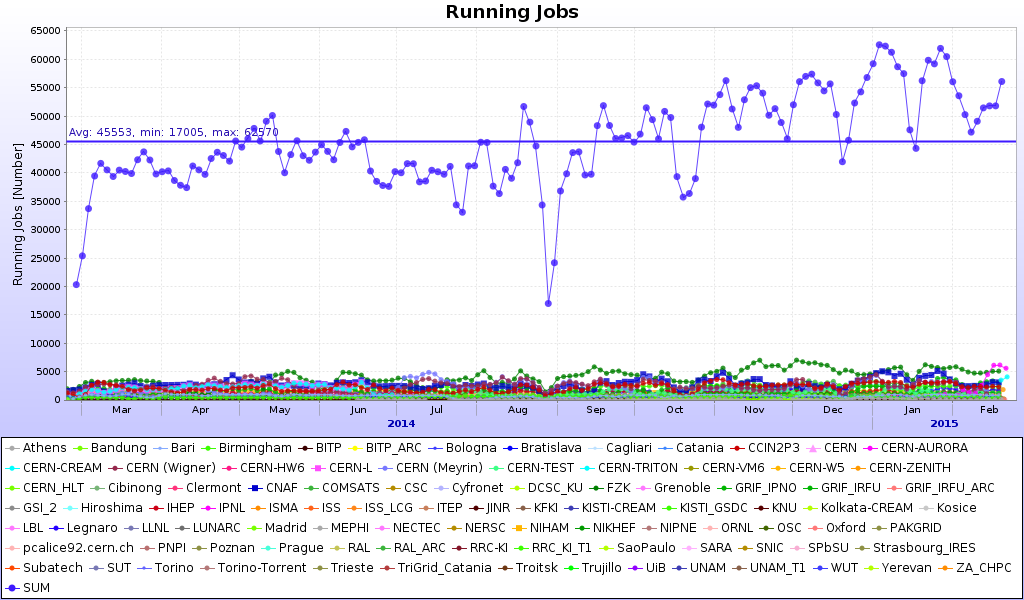 Running Jobs
65000
60000
55000
50000
45000
40000
35000
30000
25000
20000
15000
10000
5000
0
Running Jobs [Number]
Avg: 45553, min: 17005, max: 62570
Mar Apr May Jun Jul Aug Sep Oct Nov Dec Jan Feb
2014 2015
Athens Bandung Bari Birmingham BITP BITP_ARC Bologna Bratislava Cagliari Catania CCIN2P3 CERN CERN-AURORA
CERN-CREAM CERN (Wigner) CERN-HW6 CERN-L CERN (Meyrin) CERN-TEST CERN-TRITON CERN-VM6 CERN-W5 CERN-ZENITH
CERN_HLT Cibinong Clermont CNAF COMSATS CSC Cyfronet DCSC_KU FZK Grenoble GRIF_IPNO GRIF_IRFU GRIF_IRFU_ARC
GSI_2 Hiroshima IHEP IPNL ISMA ISS ISS_LCG ITEP JINR KFKI KISTI-CREAM KISTI_GSDC KNU Kolkata-CREAM Kosice
LBL Legnaro LLNL LUNARC Madrid MEPHI NECTEC NERSC NIHAM NIKHEF NIPNE ORNL OSC Oxford PAKGRID
pcalice92.cern.ch PNPI Poznan Prague RAL RAL_ARC RRC-KI RRC_KI_T1 SaoPaulo SARA SNIC SPbSU Strasbourg_IRES
Subatech SUT Torino Torino-Torrent Trieste TriGrid_Catania Troitsk Trujillo UiB UNAM UNAM_T1 WUT Yerevan ZA_CHPC
SUM